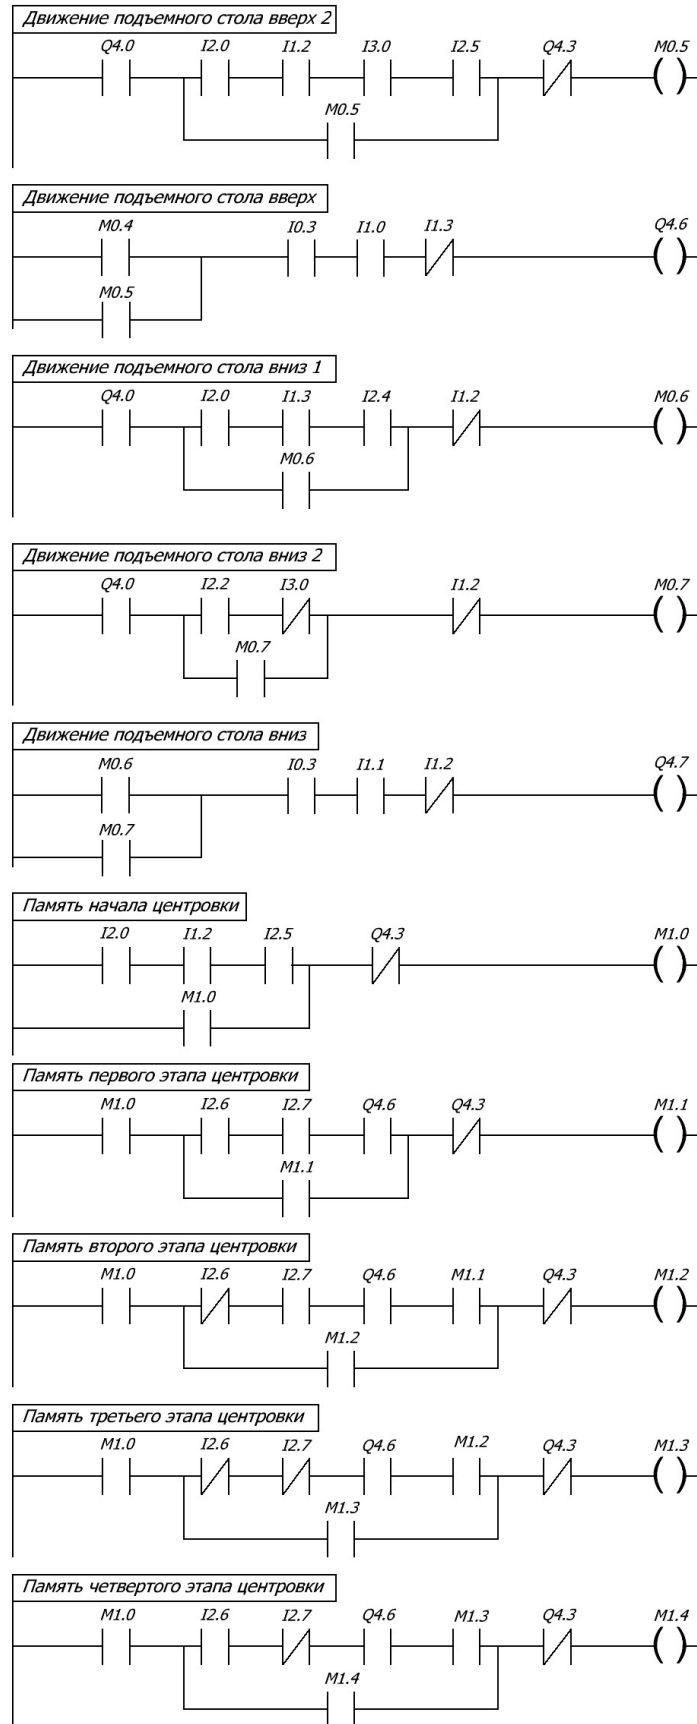 Движение подъемного стола вверх 2
Q4.0 I2.0 I1.2 I3.0 I2.5 Q4.3 M0.5
M0.5
Движение подъемного стола вверх
M0.4 I0.3 I1.0 I1.3 Q4.6
M0.5
Движение подъемного стола вниз 1
Q4.0 I2.0 I1.3 I2.4 I1.2 M0.6
M0.6
Движение подъемного стола вниз 2
Q4.0 I2.2 I3.0 I1.2 M0.7
M0.7
Движение подъемного стола вниз
M0.6 I0.3 I1.1 I1.2 Q4.7
M0.7
Память начала центровки
I2.0 I1.2 I2.5 Q4.3 M1.0
M1.0
Память первого этапа центровки
M1.0 I2.6 I2.7 Q4.6 Q4.3 M1.1
M1.1
Память второго этапа центровки
M1.0 I2.6 I2.7 Q4.6 M1.1 Q4.3 M1.2
M1.2
Память третьего этапа центровки
M1.0 I2.6 I2.7 Q4.6 M1.2 Q4.3 M1.3
M1.3
Память четвертого этапа центровки
M1.0 I2.6 I2.7 Q4.6 M1.3 Q4.3 M1.4
M1.4